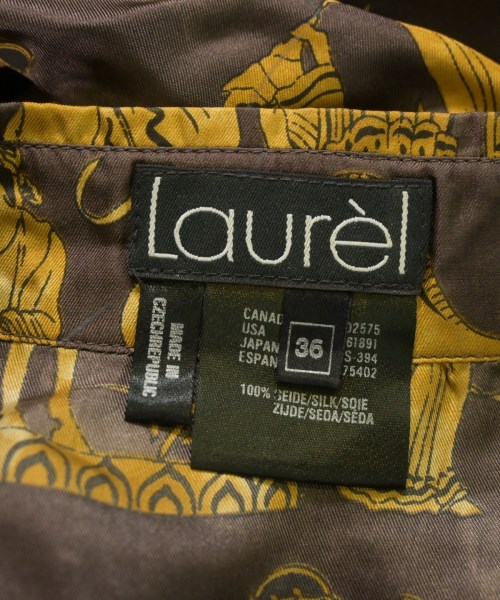 Laurèl
MADE IN
CZECHREPUBLIC
36
CANAD 02575
USA 61891
JAPAN S-394
ESPAN 75402
100% SEIDE/SILK/SOIE
ZIJDE/SEDA/SÈDA